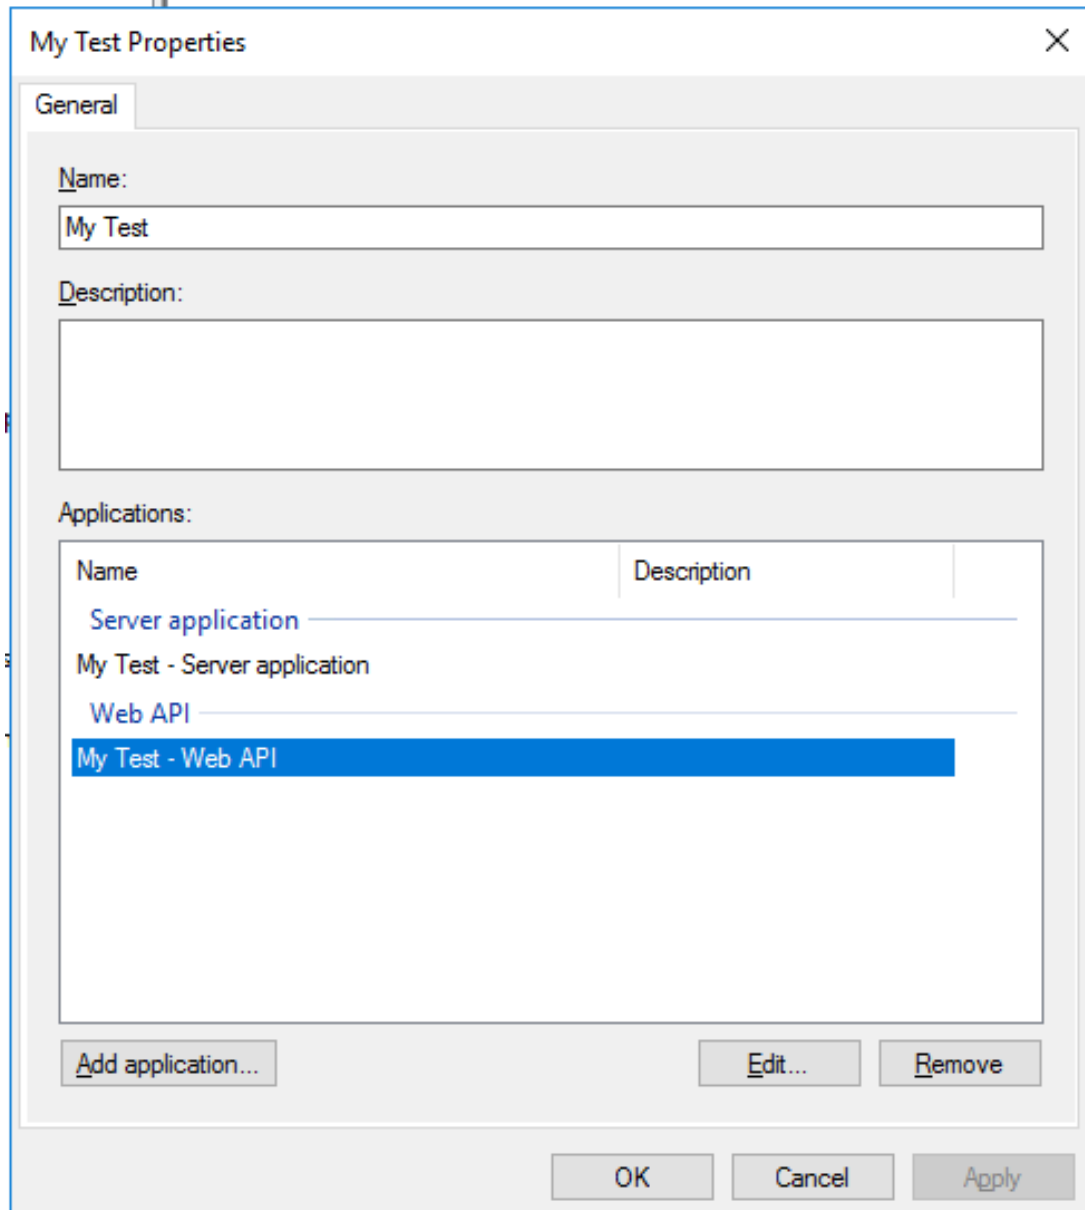 My Test Properties
General
Name:
My Test
Description:
Applications:
Name Description
Server application
My Test - Server application
Web API
My Test - Web API
Add application... Edit... Remove
OK Cancel Apply